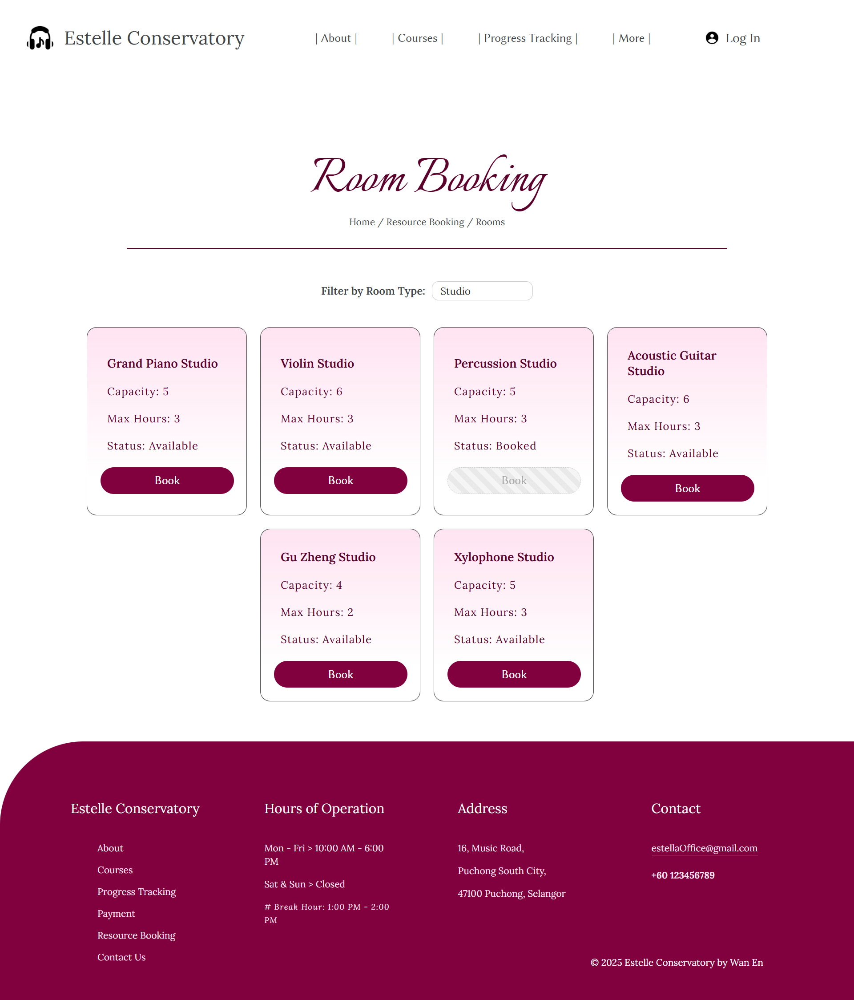 Estelle Conservatory
| About |
| Courses |
| Progress Tracking |
| More |
Log In
Room Booking
Home / Resource Booking / Rooms
Filter by Room Type:
Studio
Grand Piano Studio
Capacity: 5
Max Hours: 3
Status: Available
Book
Violin Studio
Capacity: 6
Max Hours: 3
Status: Available
Book
Percussion Studio
Capacity: 5
Max Hours: 3
Status: Booked
Book
Acoustic Guitar
Studio
Capacity: 6
Max Hours: 3
Status: Available
Book
Gu Zheng Studio
Capacity: 4
Max Hours: 2
Status: Available
Book
Xylophone Studio
Capacity: 5
Max Hours: 3
Status: Available
Book
Estelle Conservatory
About
Courses
Progress Tracking
Payment
Resource Booking
Contact Us
Hours of Operation
Mon - Fri > 10:00 AM - 6:00
PM
Sat & Sun > Closed
# Break Hour: 1:00 PM - 2:00
PM
Address
16, Music Road,
Puchong South City,
47100 Puchong, Selangor
Contact
estellaOffice@gmail.com
+60 123456789
© 2025 Estelle Conservatory by Wan En